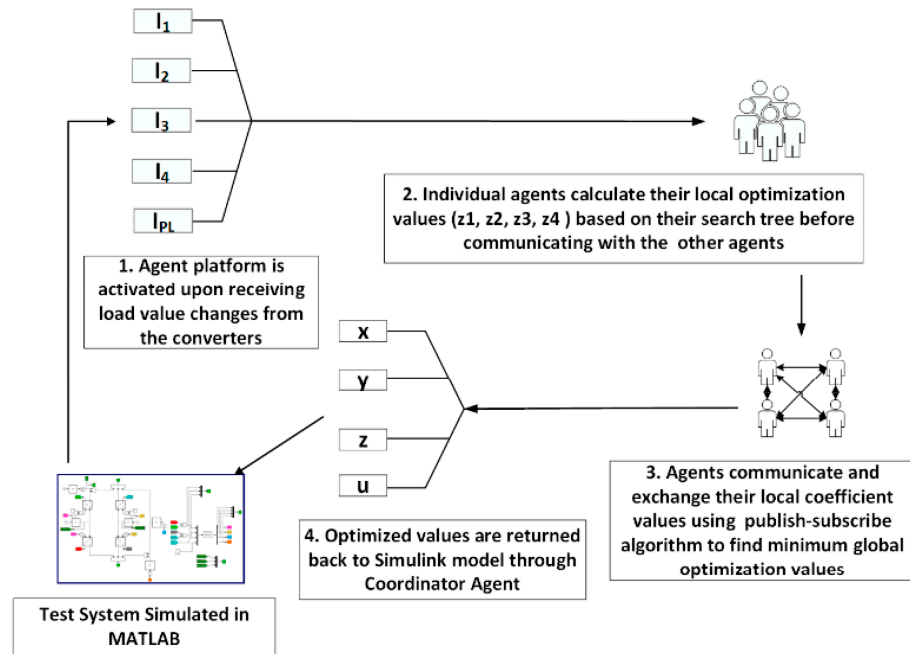 I1
I2
I3
I4
IPL
1. Agent platform is
activated upon receiving
load value changes from
the converters
2. Individual agents calculate their local optimization
values (z1, z2, z3, z4 ) based on their search tree before
communicating with the other agents
3. Agents communicate and
exchange their local coefficient
values using publish-subscribe
algorithm to find minimum global
optimization values
x
y
z
u
4. Optimized values are returned
back to Simulink model through
Coordinator Agent
Test System Simulated in
MATLAB